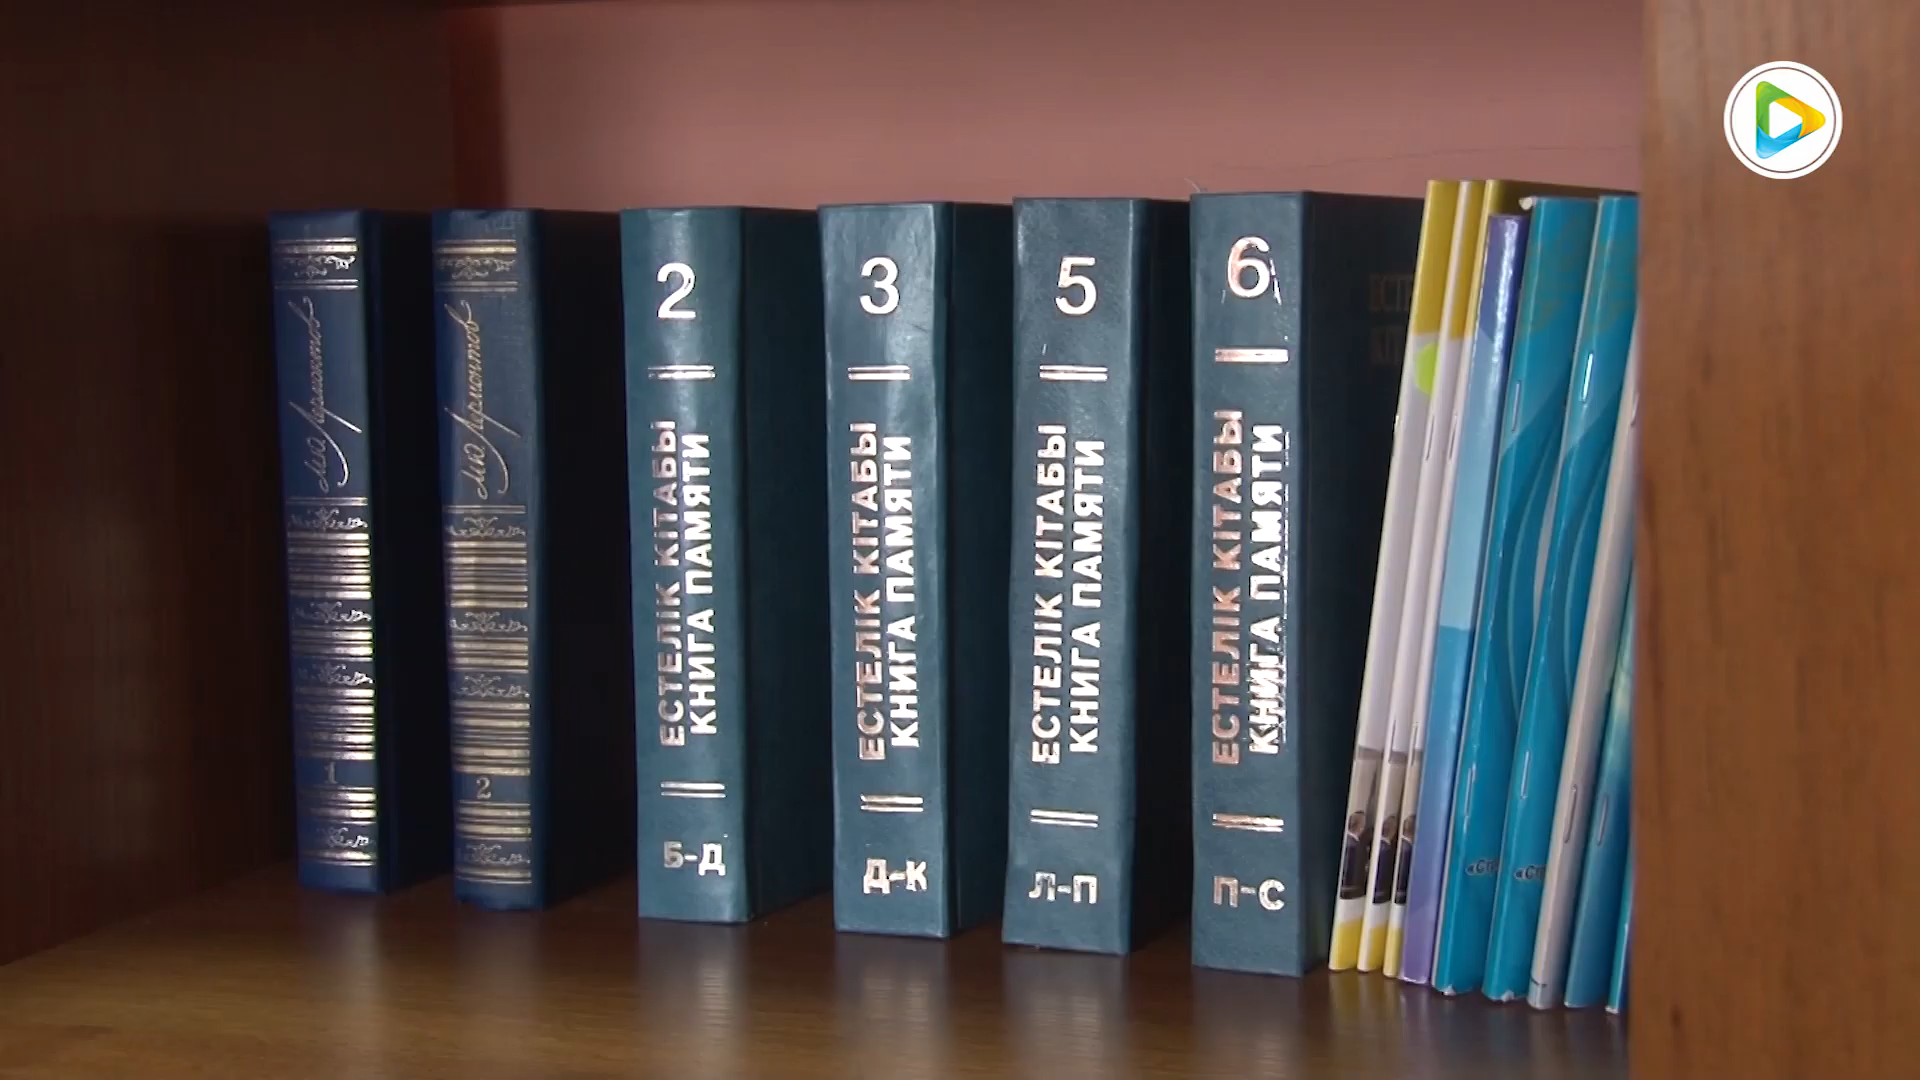 М Ю Лермонтов
1
М Ю Лермонтов
2
2
ЕСТЕЛІК КІТАБЫ
КНИГА ПАМЯТИ
Б-Д
3
ЕСТЕЛІК КІТАБЫ
КНИГА ПАМЯТИ
Д-К
5
ЕСТЕЛІК КІТАБЫ
КНИГА ПАМЯТИ
Л-П
6
ЕСТЕЛІК КІТАБЫ
КНИГА ПАМЯТИ
П-С